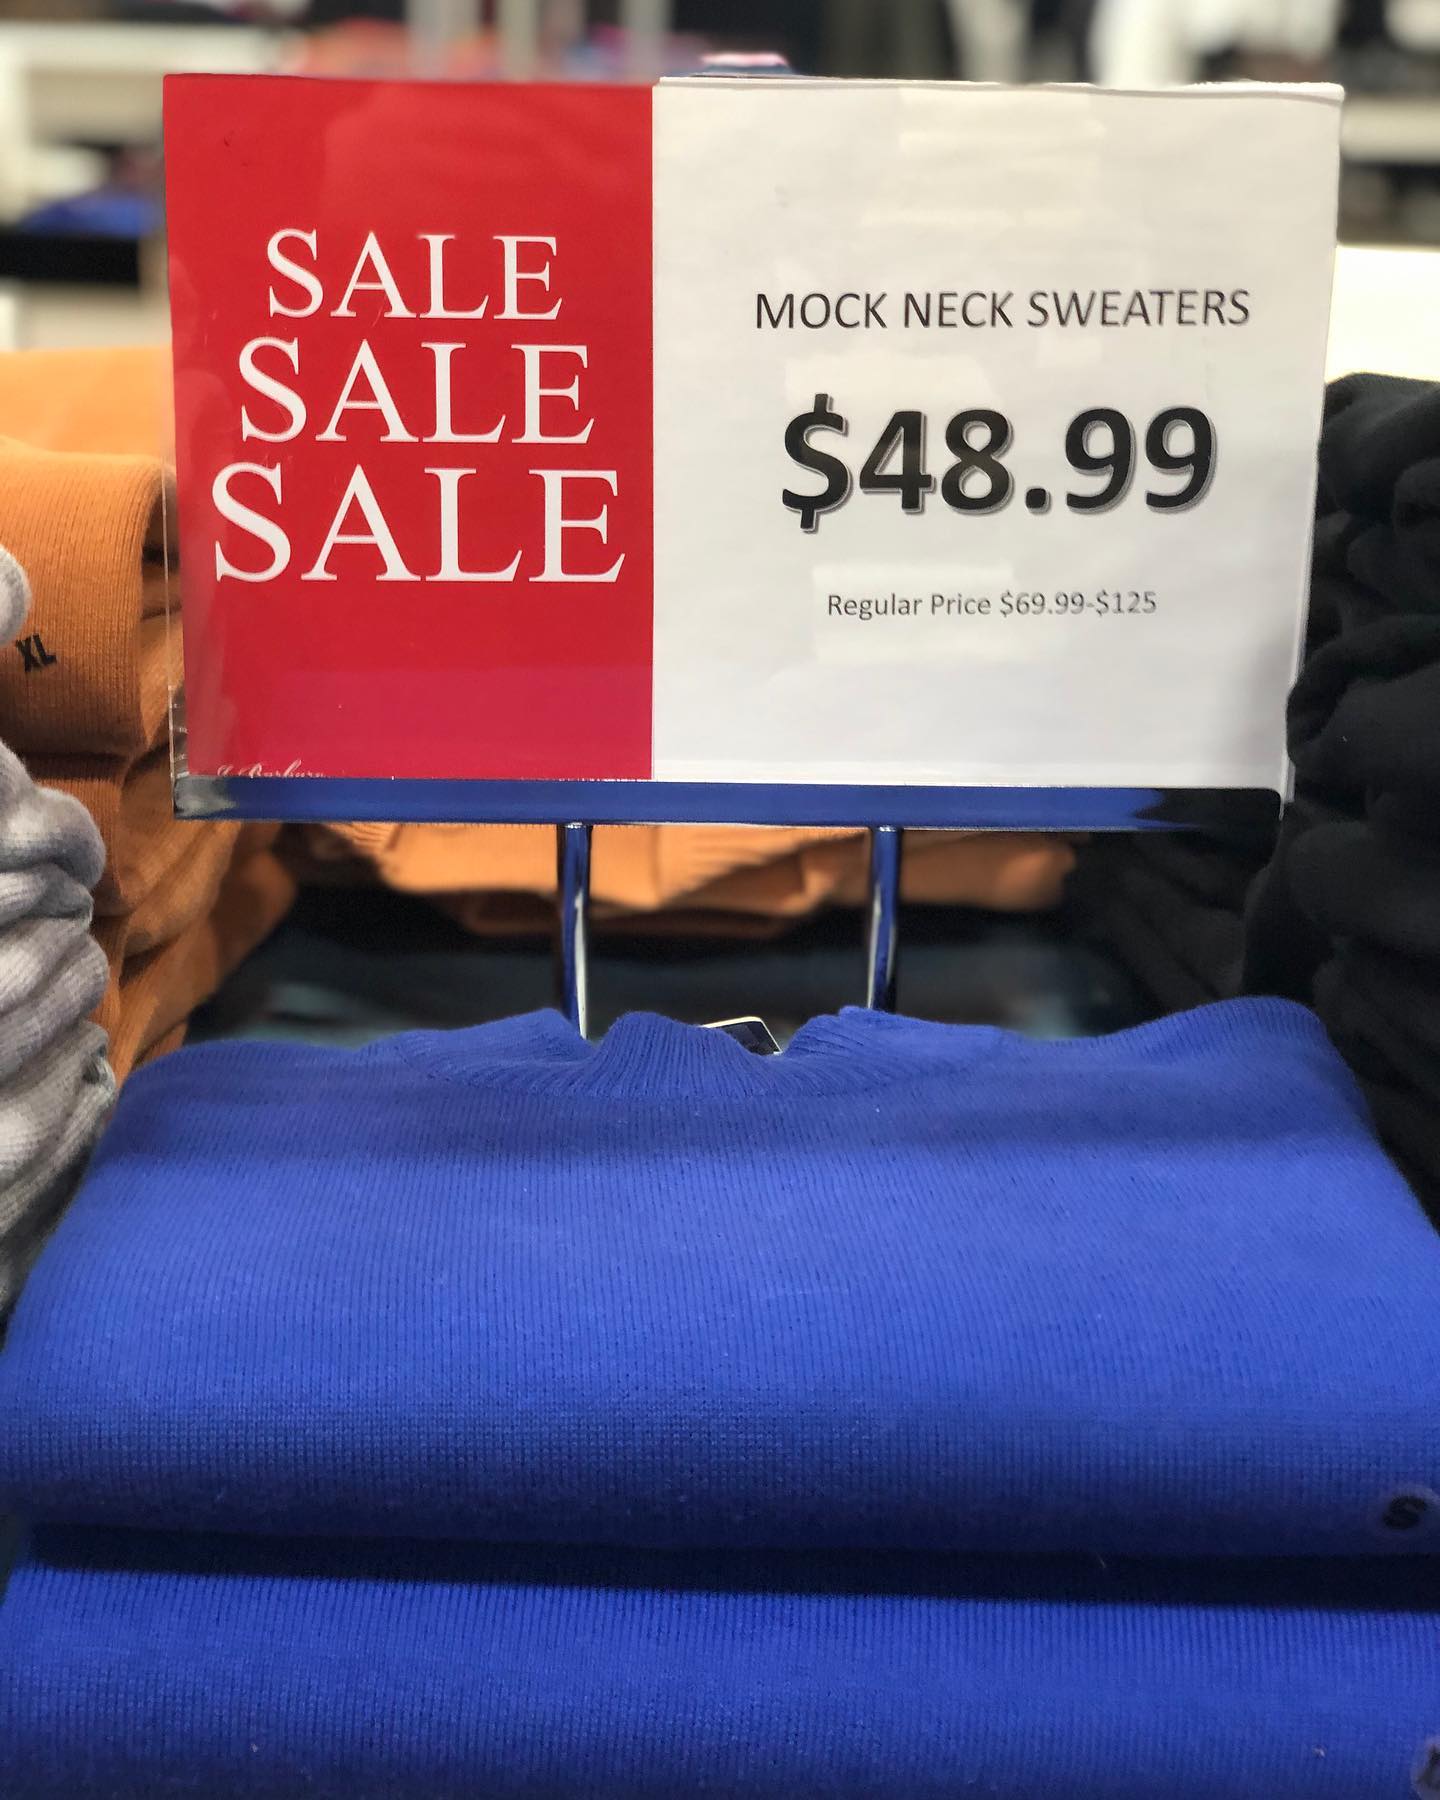 SALE
SALE
SALE
MOCK NECK SWEATERS
$48.99
Regular Price $69.99-$125
XL
S